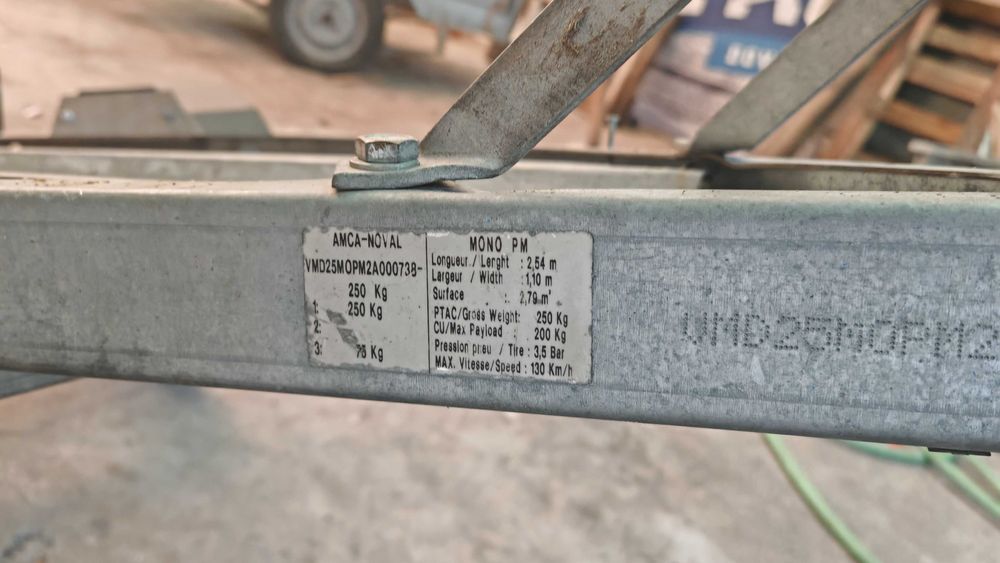 AMCA-NOVAL
VMD25MOPM2A000738-
250 Kg
1: 250 Kg
2:
3: 75 Kg
MONO PM
Longueur / Lenght : 2,54 m
Largeur / Width : 1,10 m
Surface : 2,79 m²
PTAC/Gross Weight: 250 Kg
CU/Max Payload : 200 Kg
Pression pneu / Tire : 3,5 Bar
MAX. Vitesse/Speed : 130 Km/h
VMD25MOPM2